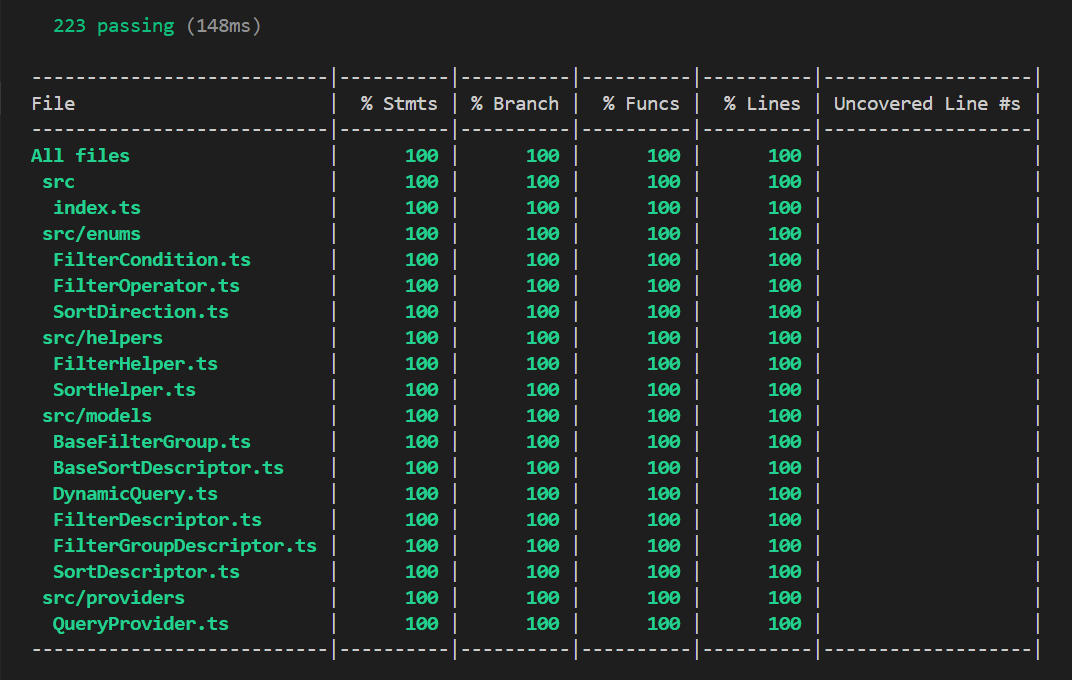 223 passing (148ms)
---------------------------|----------|----------|----------|----------|-------------------|
File                       |  % Stmts | % Branch |  % Funcs |  % Lines | Uncovered Line #s |
---------------------------|----------|----------|----------|----------|-------------------|
All files                  |      100 |      100 |      100 |      100 |                   |
 src                       |      100 |      100 |      100 |      100 |                   |
  index.ts                 |      100 |      100 |      100 |      100 |                   |
 src/enums                 |      100 |      100 |      100 |      100 |                   |
  FilterCondition.ts       |      100 |      100 |      100 |      100 |                   |
  FilterOperator.ts        |      100 |      100 |      100 |      100 |                   |
  SortDirection.ts         |      100 |      100 |      100 |      100 |                   |
 src/helpers               |      100 |      100 |      100 |      100 |                   |
  FilterHelper.ts          |      100 |      100 |      100 |      100 |                   |
  SortHelper.ts            |      100 |      100 |      100 |      100 |                   |
 src/models                |      100 |      100 |      100 |      100 |                   |
  BaseFilterGroup.ts       |      100 |      100 |      100 |      100 |                   |
  BaseSortDescriptor.ts    |      100 |      100 |      100 |      100 |                   |
  DynamicQuery.ts          |      100 |      100 |      100 |      100 |                   |
  FilterDescriptor.ts      |      100 |      100 |      100 |      100 |                   |
  FilterGroupDescriptor.ts |      100 |      100 |      100 |      100 |                   |
  SortDescriptor.ts        |      100 |      100 |      100 |      100 |                   |
 src/providers             |      100 |      100 |      100 |      100 |                   |
  QueryProvider.ts         |      100 |      100 |      100 |      100 |                   |
---------------------------|----------|----------|----------|----------|-------------------|